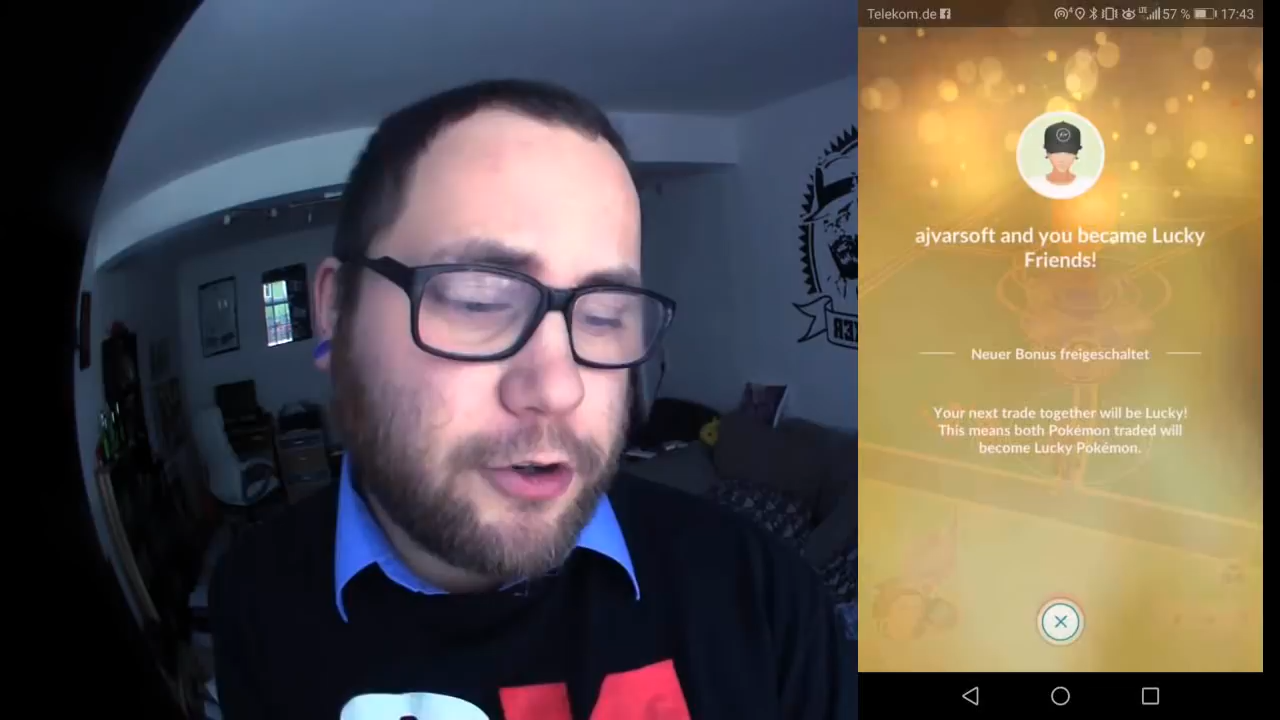 Telekom.de
57 %
17:43
ajvarsoft and you became Lucky
Friends!
Neuer Bonus freigeschaltet
Your next trade together will be Lucky!
This means both Pokémon traded will
become Lucky Pokémon.